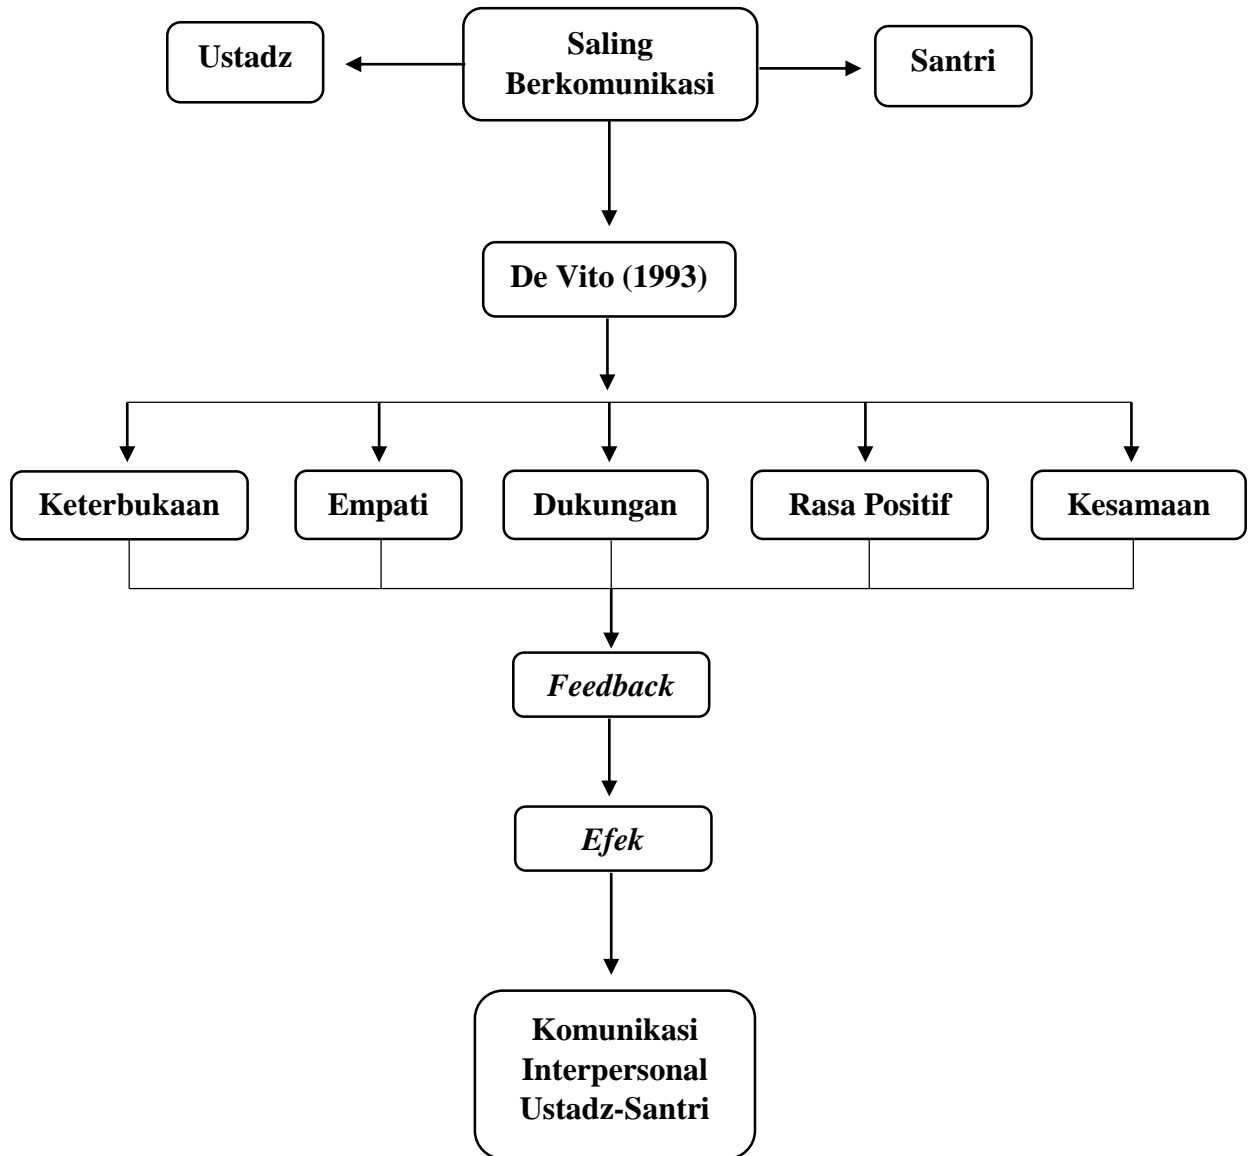 Ustadz
Saling
Berkomunikasi
Santri
De Vito (1993)
Keterbukaan
Empati
Dukungan
Rasa Positif
Kesamaan
Feedback
Efek
Komunikasi
Interpersonal
Ustadz-Santri